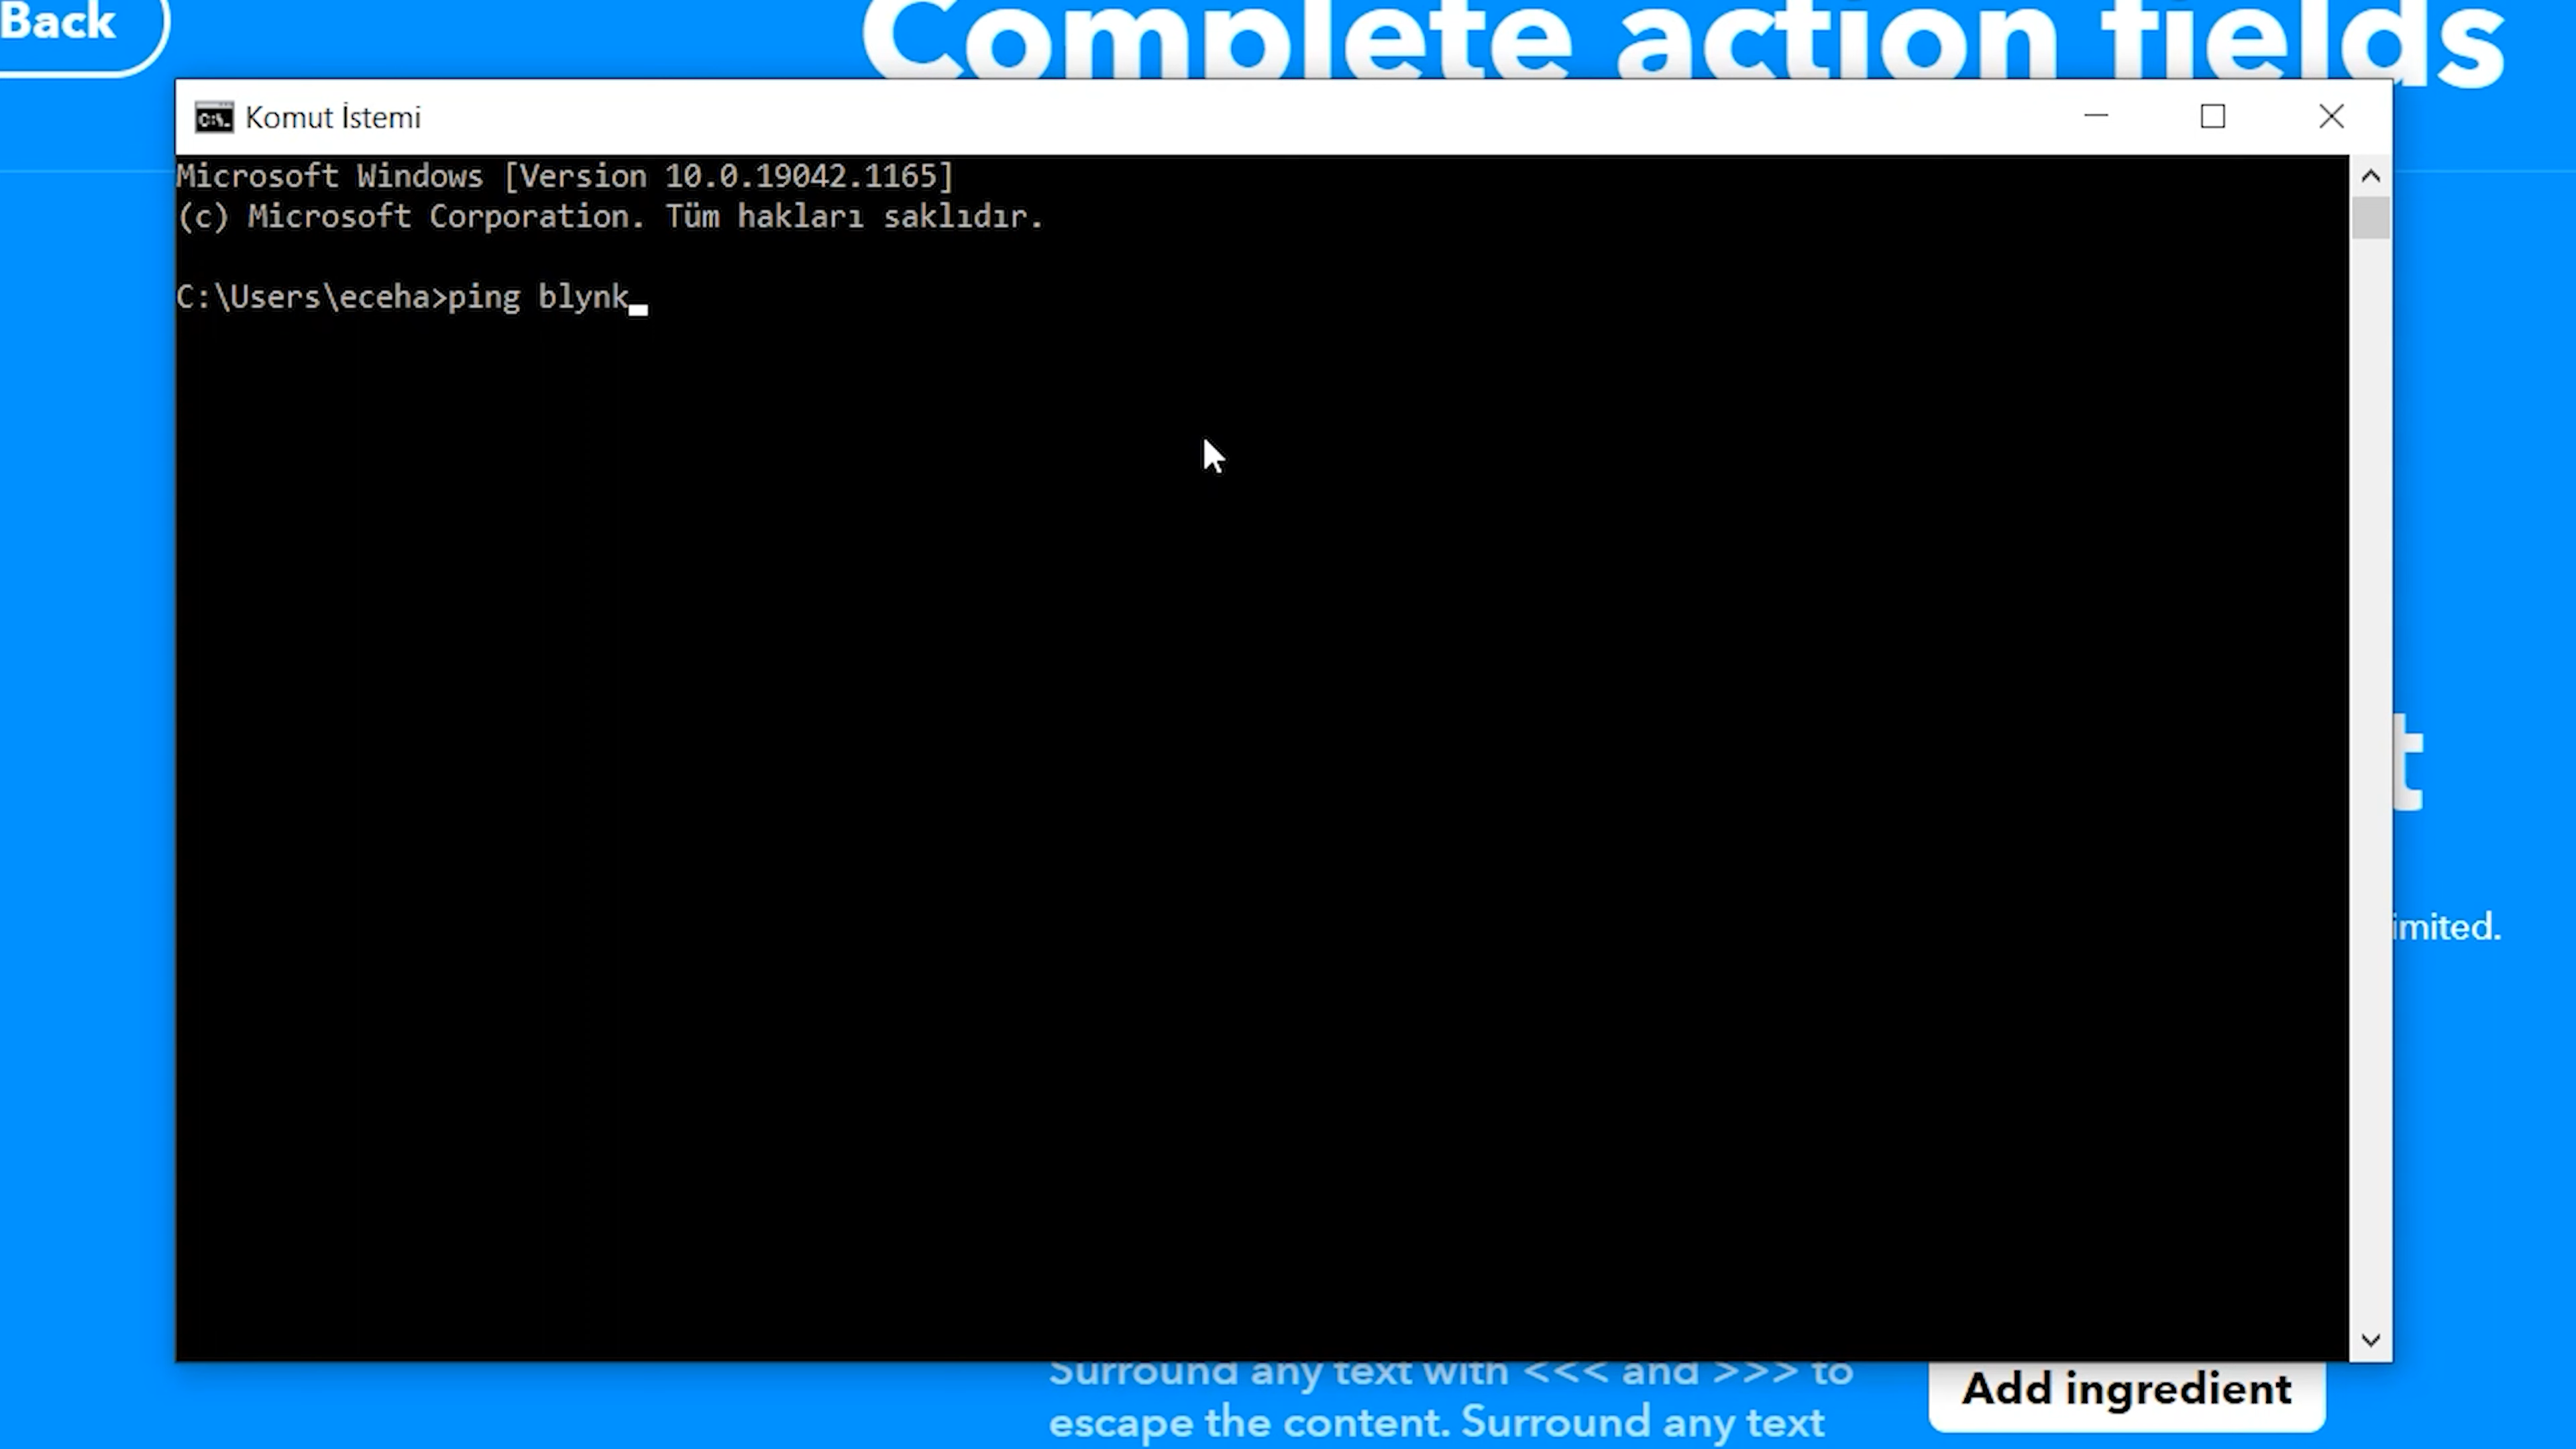 Back
Complete action fields
Komut İstemi
Microsoft Windows [Version 10.0.19042.1165]
(c) Microsoft Corporation. Tüm hakları saklıdır.
C:\Users\eceha>ping blynk
t
imited.
Surround any text with <<< and >>> to
escape the content. Surround any text
Add ingredient